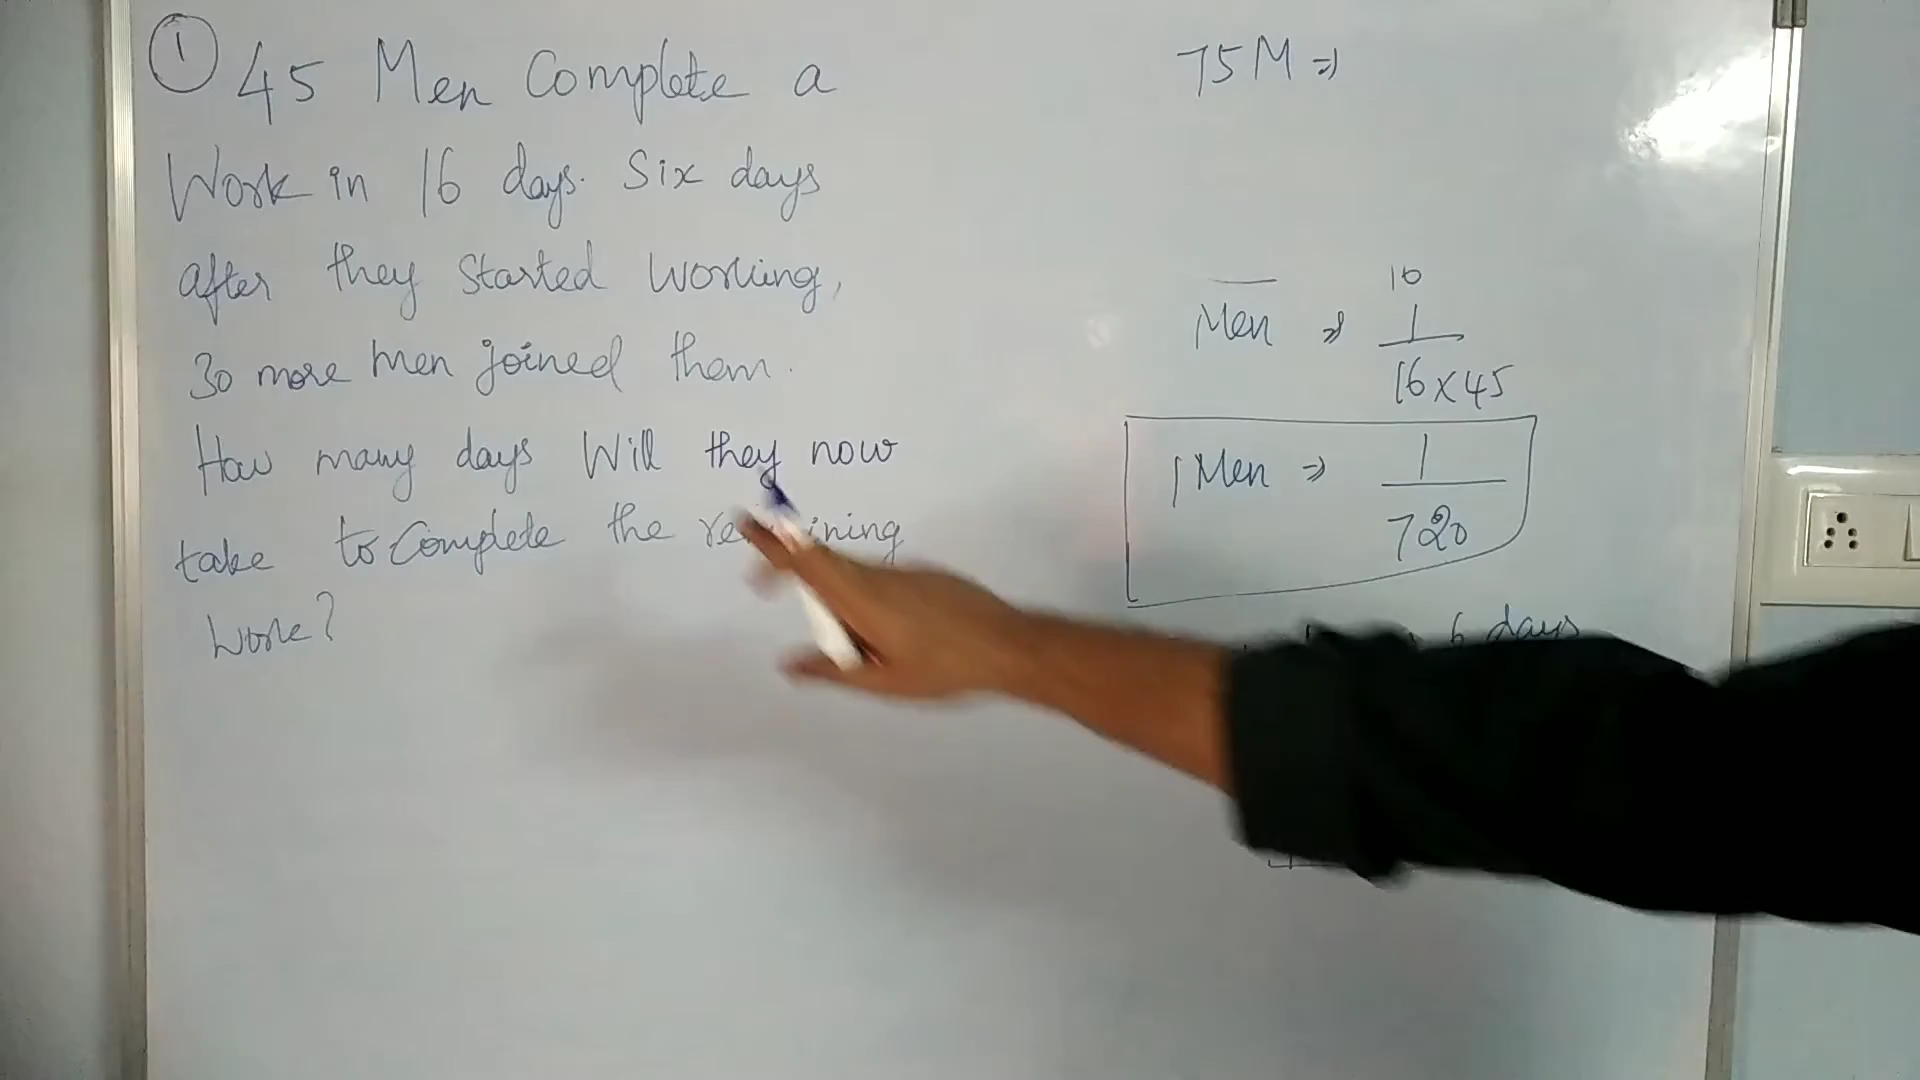 ① 45 Men Complete a
Work in 16 days. Six days
after they Started working,
30 more men joined them.
How many days Will they now
take to Complete the
work?
75M ⇒
16
Men ⇒ 1
16 x 45
1 Men ⇒ 1
720
6 days